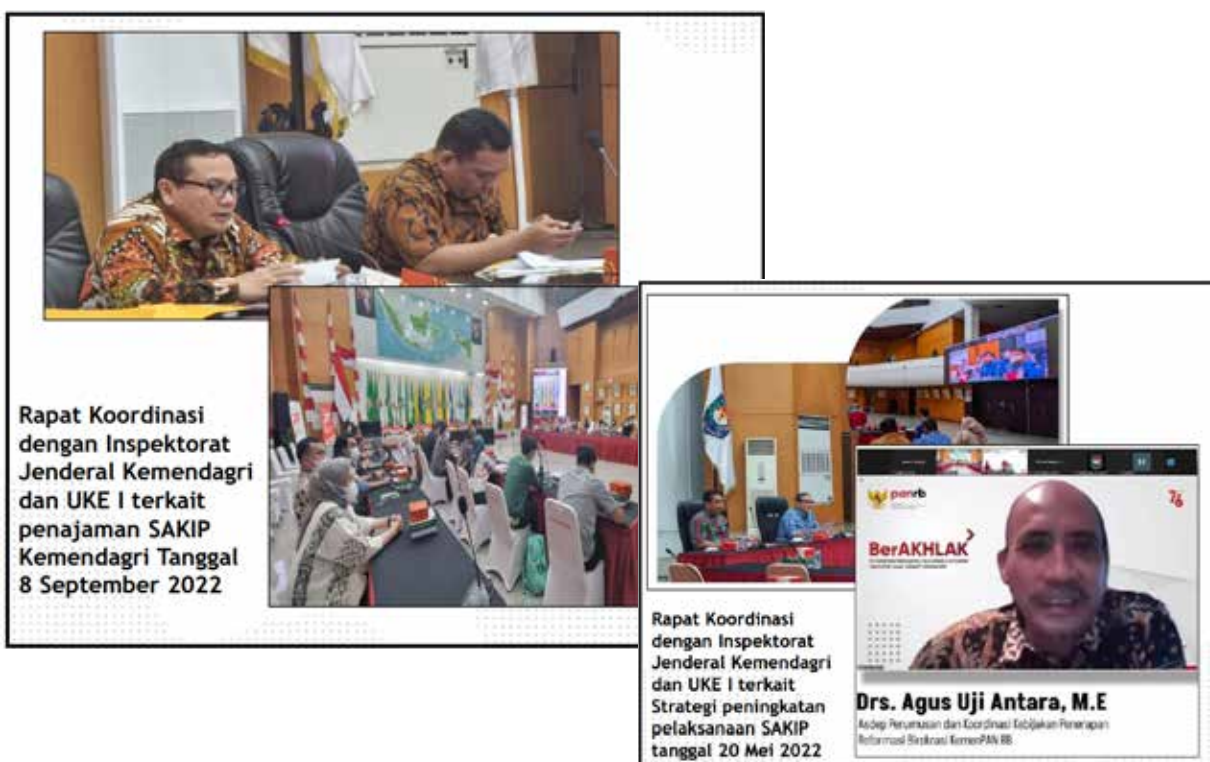 Rapat Koordinasi
dengan Inspektorat
Jenderal Kemendagri
dan UKE I terkait
penajaman SAKIP
Kemendagri Tanggal
8 September 2022
panrb
BerAKHLAK
Rapat Koordinasi
dengan Inspektorat
Jenderal Kemendagri
dan UKE I terkait
Strategi peningkatan
pelaksanaan SAKIP
tanggal 20 Mei 2022
Drs. Agus Uji Antara, M.E
Asdep Perumusan dan Koordinasi Kebijakan Penerapan
Reformasi Birokrasi KemenPAN RB